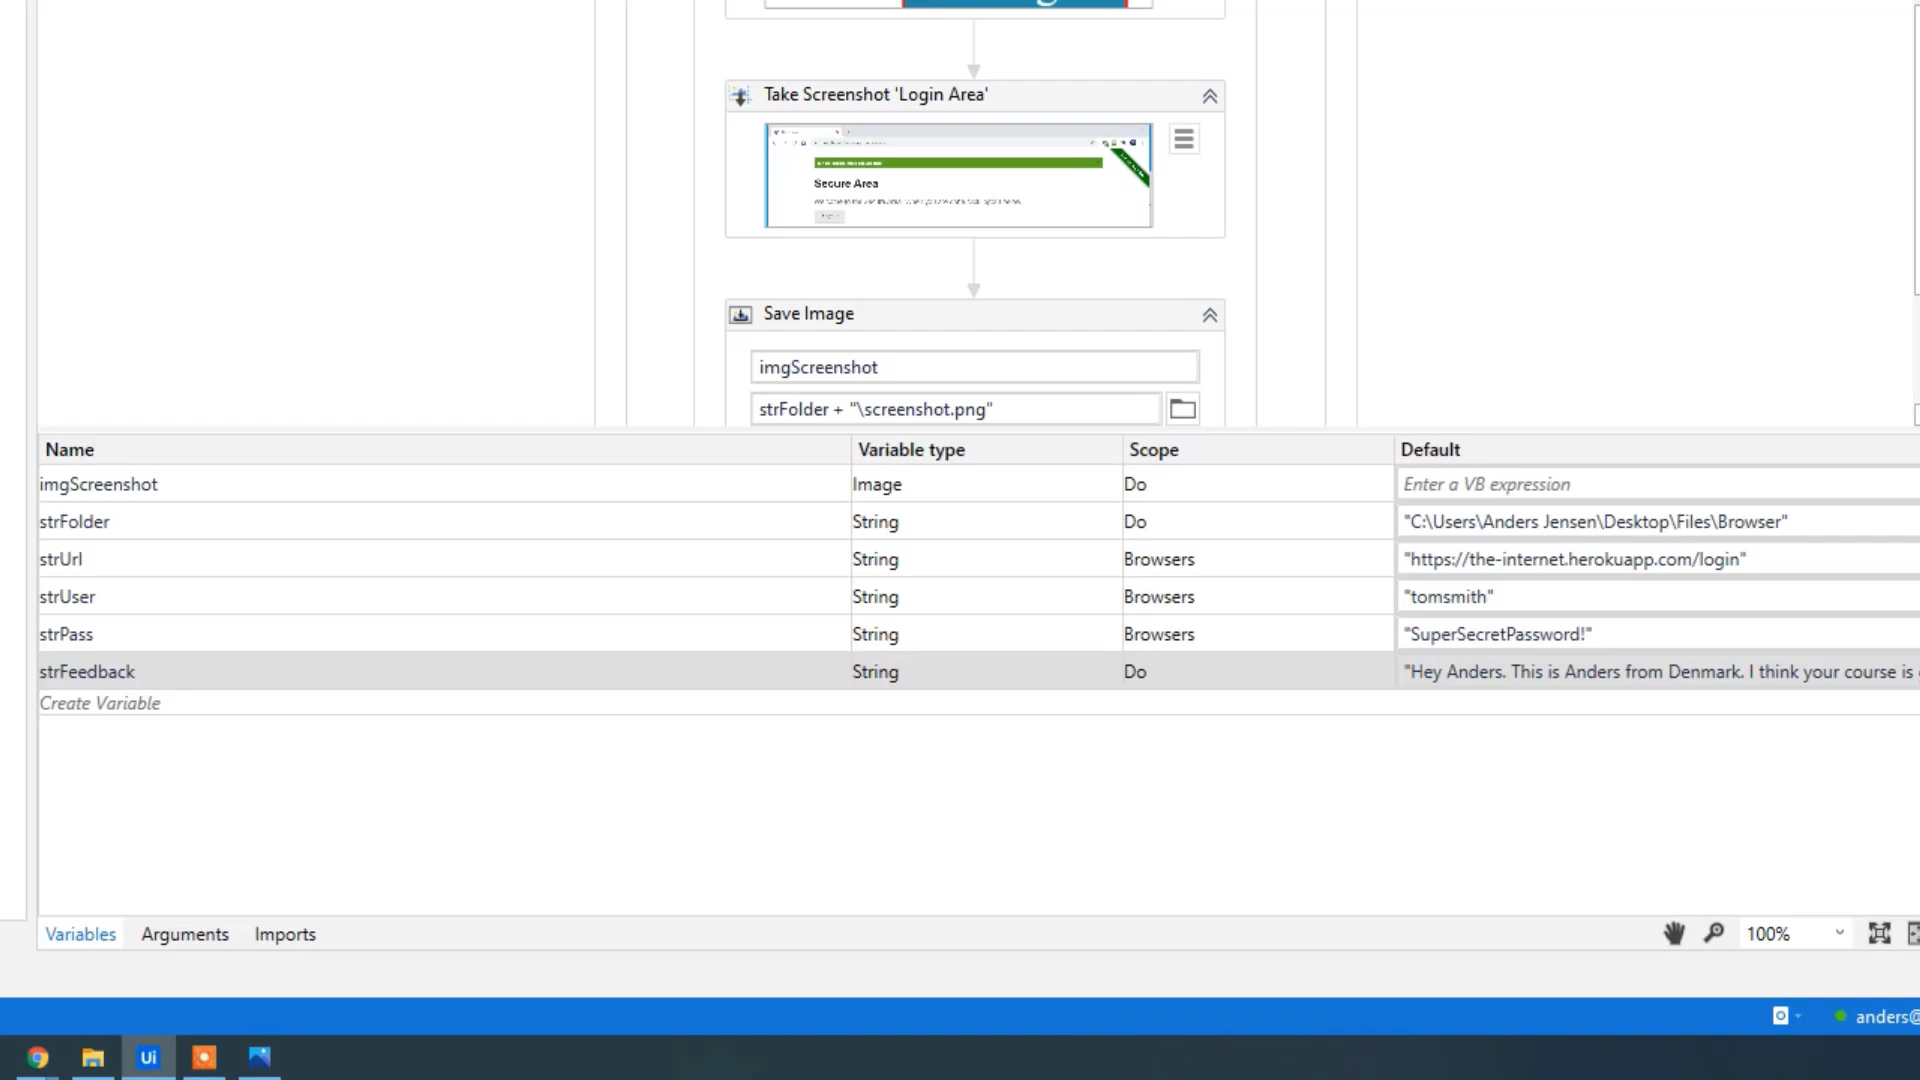 Take Screenshot 'Login Area'
Secure Area
Save Image
imgScreenshot
strFolder + "\screenshot.png"
Name Variable type Scope Default
imgScreenshot Image Do Enter a VB expression
strFolder String Do "C:\Users\Anders Jensen\Desktop\Files\Browser"
strUrl String Browsers "https://the-internet.herokuapp.com/login"
strUser String Browsers "tomsmith"
strPass String Browsers "SuperSecretPassword!"
strFeedback String Do "Hey Anders. This is Anders from Denmark. I think your course is
Create Variable
Variables Arguments Imports 100%
anders@
Ui